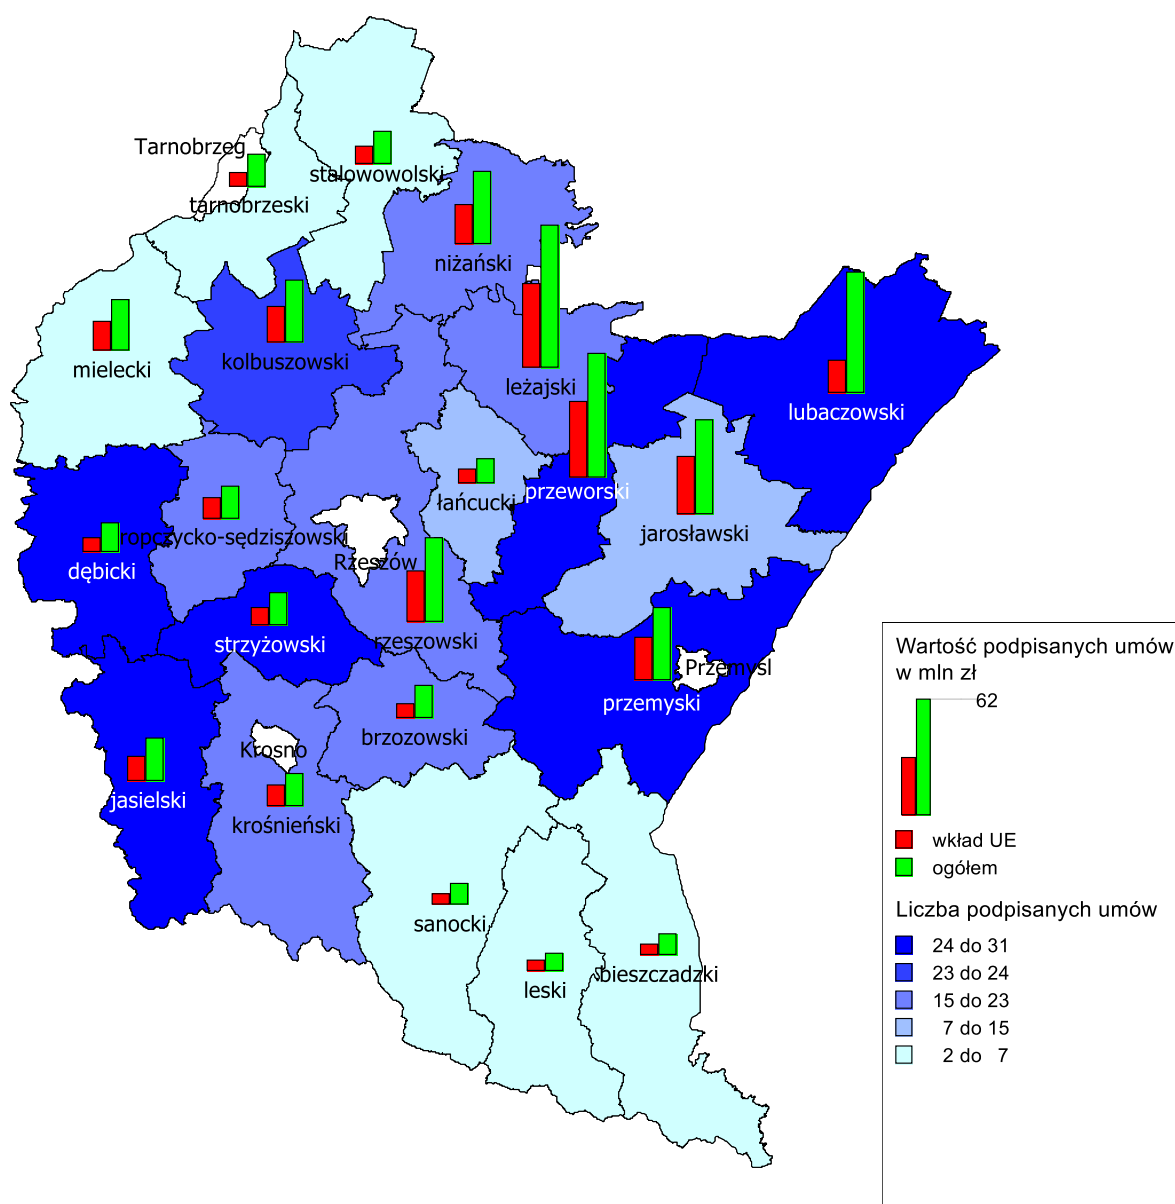 Tarnobrzeg
stalowowolski
tarnobrzeski
niżański
mielecki
kolbuszowski
leżajski
lubaczowski
łańcucki
przeworski
jarosławski
ropczycko-sędziszowski
Rzeszów
dębicki
strzyżowski
rzeszowski
Przemyśl
przemyski
brzozowski
Krosno
jasielski
krośnieński
sanocki
leski
bieszczadzki
Wartość podpisanych umów
w mln zł
62
wkład UE
ogółem
Liczba podpisanych umów
24 do 31
23 do 24
15 do 23
7 do 15
2 do 7